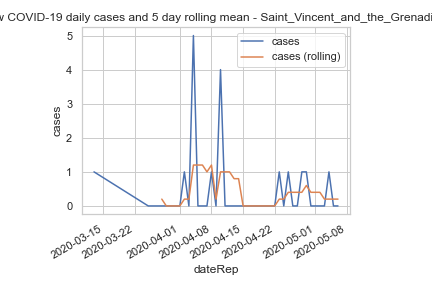 COVID-19 daily cases and 5 day rolling mean - Saint_Vincent_and_the_Grenadi
cases
cases (rolling)
cases
5
4
3
2
1
0
2020-03-15
2020-03-22
2020-04-01
2020-04-08
2020-04-15
2020-04-22
2020-05-01
2020-05-08
dateRep